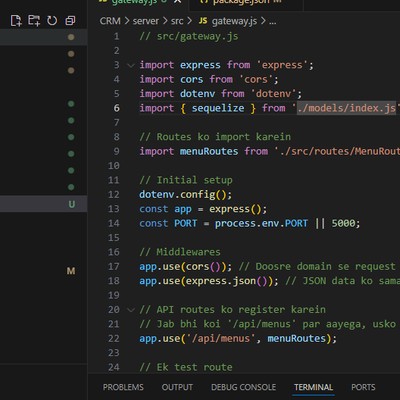 gateway.js U package.json M
CRM > server > src > JS gateway.js > ...
1 // src/gateway.js
2
3 import express from 'express';
4 import cors from 'cors';
5 import dotenv from 'dotenv';
6 import { sequelize } from './models/index.js'
7
8 // Routes ko import karein
9 import menuRoutes from './src/routes/MenuRout
10
11 // Initial setup
12 dotenv.config();
13 const app = express();
14 const PORT = process.env.PORT || 5000;
15
16 // Middlewares
17 app.use(cors()); // Doosre domain se request
18 app.use(express.json()); // JSON data ko sama
19
20 // API routes ko register karein
21 // Jab bhi koi '/api/menus' par aayega, usko
22 app.use('/api/menus', menuRoutes);
23
24 // Ek test route
U
M
PROBLEMS OUTPUT DEBUG CONSOLE TERMINAL PORTS